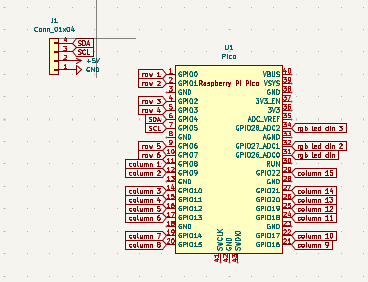 J1
Conn_01x04
4 SDA
3 SCL
2 +5V
1 GND
U1
Pico
Raspberry Pi Pico
row 1 1 GPIO0 VBUS 40
row 2 2 GPIO1 VSYS 39
3 GND GND 38
row 3 4 GPIO2 3V3_EN 37
row 4 5 GPIO3 3V3 36
SDA 6 GPIO4 ADC_VREF 35
SCL 7 GPIO5 GPIO28_ADC2 34 rgb led din 3
8 GND AGND 33
row 5 9 GPIO6 GPIO27_ADC1 32 rgb led din 2
row 6 10 GPIO7 GPIO26_ADC0 31 rgb led din
column 1 11 GPIO8 RUN 30
column 2 12 GPIO9 GPIO22 29 column 15
13 GND GND 28
column 3 14 GPIO10 GPIO21 27 column 14
column 4 15 GPIO11 GPIO20 26 column 13
column 5 16 GPIO12 GPIO19 25 column 12
column 6 17 GPIO13 GPIO18 24 column 11
18 GND GND 23
column 7 19 GPIO14 GPIO17 22 column 10
column 8 20 GPIO15 GPIO16 21 column 9
SWCLK GND SWDIO
41 42 43